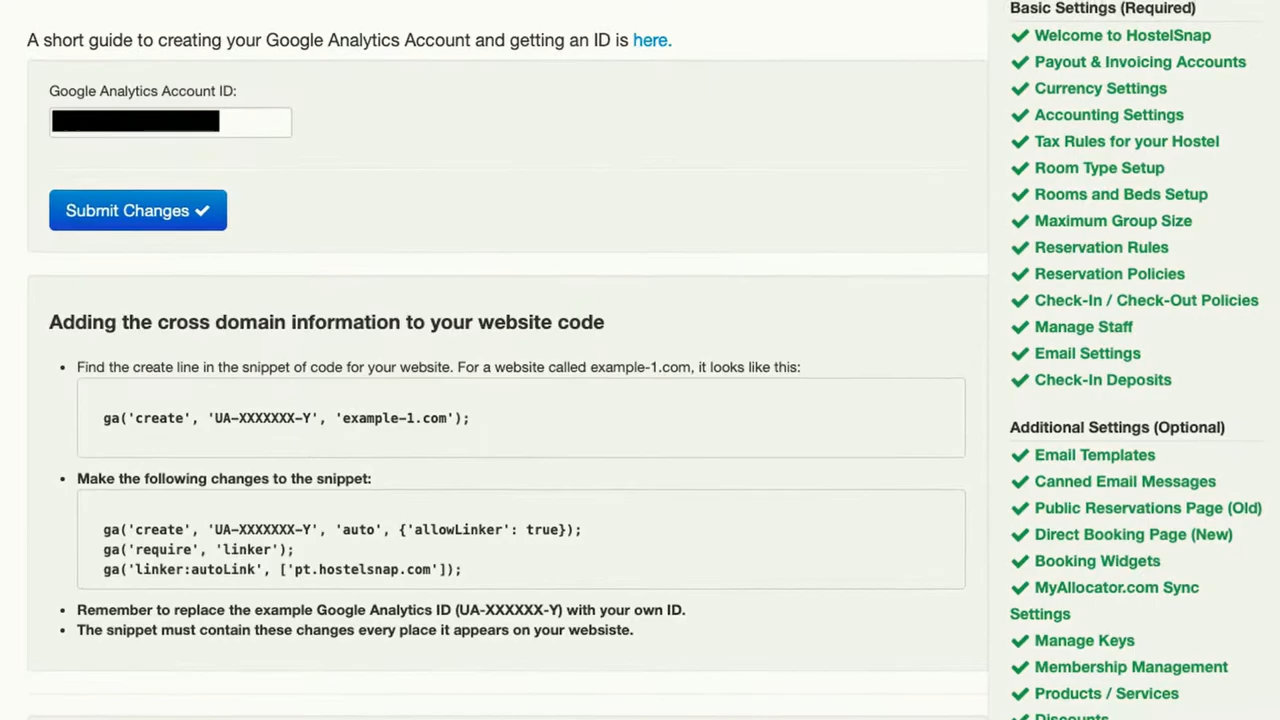 A short guide to creating your Google Analytics Account and getting an ID is here.
Google Analytics Account ID:
Submit Changes
Adding the cross domain information to your website code
Find the create line in the snippet of code for your website. For a website called example-1.com, it looks like this:
ga('create', 'UA-XXXXXXX-Y', 'example-1.com');
Make the following changes to the snippet:
ga('create', 'UA-XXXXXXX-Y', 'auto', {'allowLinker': true});
ga('require', 'linker');
ga('linker:autoLink', ['pt.hostelsnap.com']);
Remember to replace the example Google Analytics ID (UA-XXXXXX-Y) with your own ID.
The snippet must contain these changes every place it appears on your websiste.
Basic Settings (Required)
Welcome to HostelSnap
Payout & Invoicing Accounts
Currency Settings
Accounting Settings
Tax Rules for your Hostel
Room Type Setup
Rooms and Beds Setup
Maximum Group Size
Reservation Rules
Reservation Policies
Check-In / Check-Out Policies
Manage Staff
Email Settings
Check-In Deposits
Additional Settings (Optional)
Email Templates
Canned Email Messages
Public Reservations Page (Old)
Direct Booking Page (New)
Booking Widgets
MyAllocator.com Sync
Settings
Manage Keys
Membership Management
Products / Services
Discounts